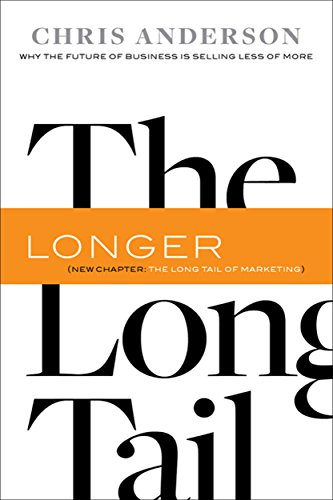 CHRIS ANDERSON
WHY THE FUTURE OF BUSINESS IS SELLING LESS OF MORE
The
LONGER
(NEW CHAPTER: THE LONG TAIL OF MARKETING)
Long
Tail